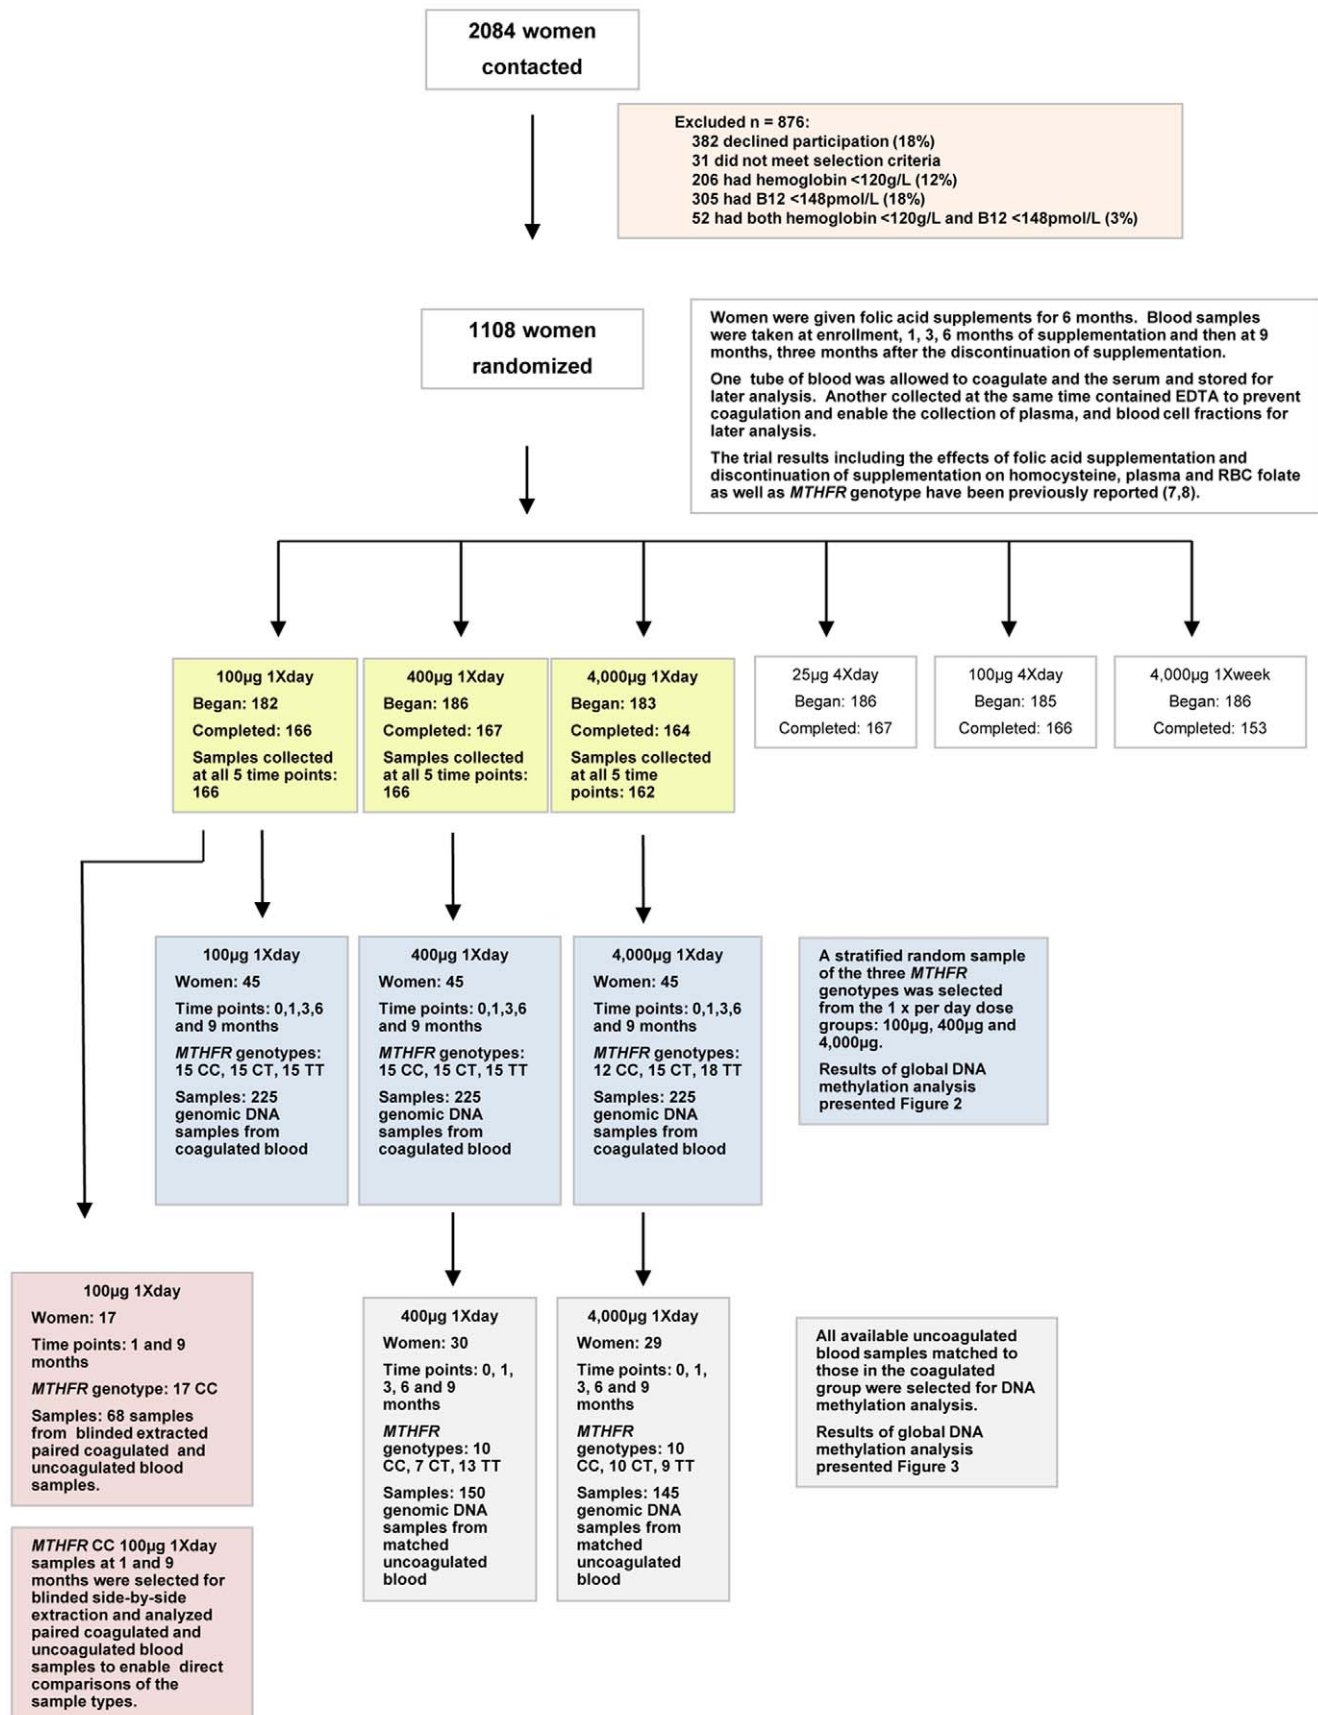 2084 women
contacted
Excluded n = 876:
382 declined participation (18%)
31 did not meet selection criteria
206 had hemoglobin <120g/L (12%)
305 had B12 <148pmol/L (18%)
52 had both hemoglobin <120g/L and B12 <148pmol/L (3%)
1108 women
randomized
Women were given folic acid supplements for 6 months. Blood samples
were taken at enrollment, 1, 3, 6 months of supplementation and then at 9
months, three months after the discontinuation of supplementation.
One tube of blood was allowed to coagulate and the serum and stored for
later analysis. Another collected at the same time contained EDTA to prevent
coagulation and enable the collection of plasma, and blood cell fractions for
later analysis.
The trial results including the effects of folic acid supplementation and
discontinuation of supplementation on homocysteine, plasma and RBC folate
as well as MTHFR genotype have been previously reported (7,8).
100µg 1Xday
Began: 182
Completed: 166
Samples collected
at all 5 time points:
166
400µg 1Xday
Began: 186
Completed: 167
Samples collected
at all 5 time points:
166
4,000µg 1Xday
Began: 183
Completed: 164
Samples collected
at all 5 time
points: 162
25µg 4Xday
Began: 186
Completed: 167
100µg 4Xday
Began: 185
Completed: 166
4,000µg 1Xweek
Began: 186
Completed: 153
100µg 1Xday
Women: 45
Time points: 0,1,3,6
and 9 months
MTHFR genotypes:
15 CC, 15 CT, 15 TT
Samples: 225
genomic DNA
samples from
coagulated blood
400µg 1Xday
Women: 45
Time points: 0,1,3,6
and 9 months
MTHFR genotypes:
15 CC, 15 CT, 15 TT
Samples: 225
genomic DNA
samples from
coagulated blood
4,000µg 1Xday
Women: 45
Time points: 0,1,3,6
and 9 months
MTHFR genotypes:
12 CC, 15 CT, 18 TT
Samples: 225
genomic DNA
samples from
coagulated blood
A stratified random sample
of the three MTHFR
genotypes was selected
from the 1 x per day dose
groups: 100µg, 400µg and
4,000µg.
Results of global DNA
methylation analysis
presented Figure 2
100µg 1Xday
Women: 17
Time points: 1 and 9
months
MTHFR genotype: 17 CC
Samples: 68 samples
from blinded extracted
paired coagulated and
uncoagulated blood
samples.
400µg 1Xday
Women: 30
Time points: 0, 1,
3, 6 and 9
months
MTHFR
genotypes: 10
CC, 7 CT, 13 TT
Samples: 150
genomic DNA
samples from
matched
uncoagulated
blood
4,000µg 1Xday
Women: 29
Time points: 0, 1,
3, 6 and 9
months
MTHFR
genotypes: 10
CC, 10 CT, 9 TT
Samples: 145
genomic DNA
samples from
matched
uncoagulated
blood
All available uncoagulated
blood samples matched to
those in the coagulated
group were selected for DNA
methylation analysis.
Results of global DNA
methylation analysis
presented Figure 3
MTHFR CC 100µg 1Xday
samples at 1 and 9
months were selected for
blinded side-by-side
extraction and analyzed
paired coagulated and
uncoagulated blood
samples to enable direct
comparisons of the
sample types.